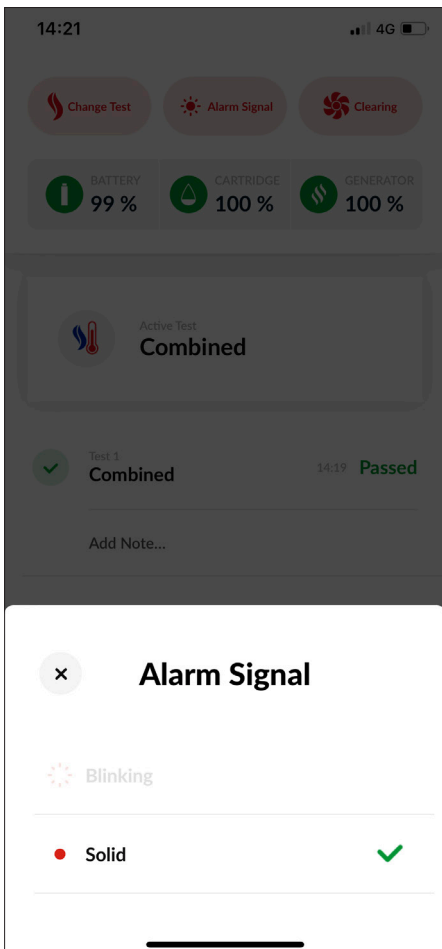 14:21 4G
Change Test Alarm Signal Clearing
BATTERY CARTRIDGE GENERATOR
99 % 100 % 100 %
Active Test
Combined
Test 1
Combined 14:19 Passed
Add Note...
Alarm Signal
Blinking
Solid